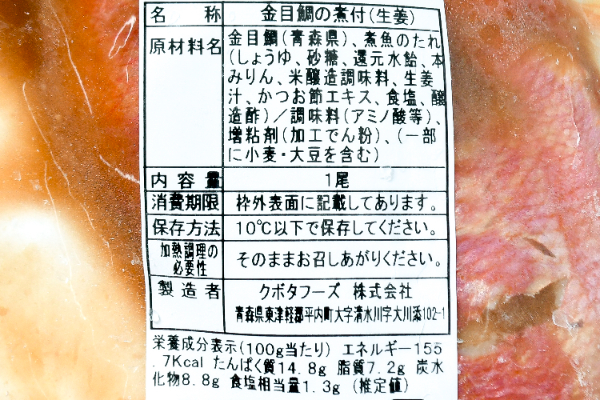 名称 金目鯛の煮付(生姜)
原材料名 金目鯛(青森県)、煮魚のたれ
(しょうゆ、砂糖、還元水飴、本
みりん、米醸造調味料、生姜
汁、かつお節エキス、食塩、醸
造酢)/調味料(アミノ酸等)、
増粘剤(加工でん粉)、(一部
に小麦・大豆を含む)
内容量 1尾
消費期限 枠外表面に記載してあります。
保存方法 10℃以下で保存してください。
加熱調理の
必要性 そのままお召しあがりください。
製造者 クボタフーズ 株式会社
青森県東津軽郡平内町大字清水川字大川添102-1
栄養成分表示(100g当たり) エネルギー155
.7Kcal たんぱく質14.8g 脂質7.2g 炭水
化物8.8g 食塩相当量1.3g (推定値)